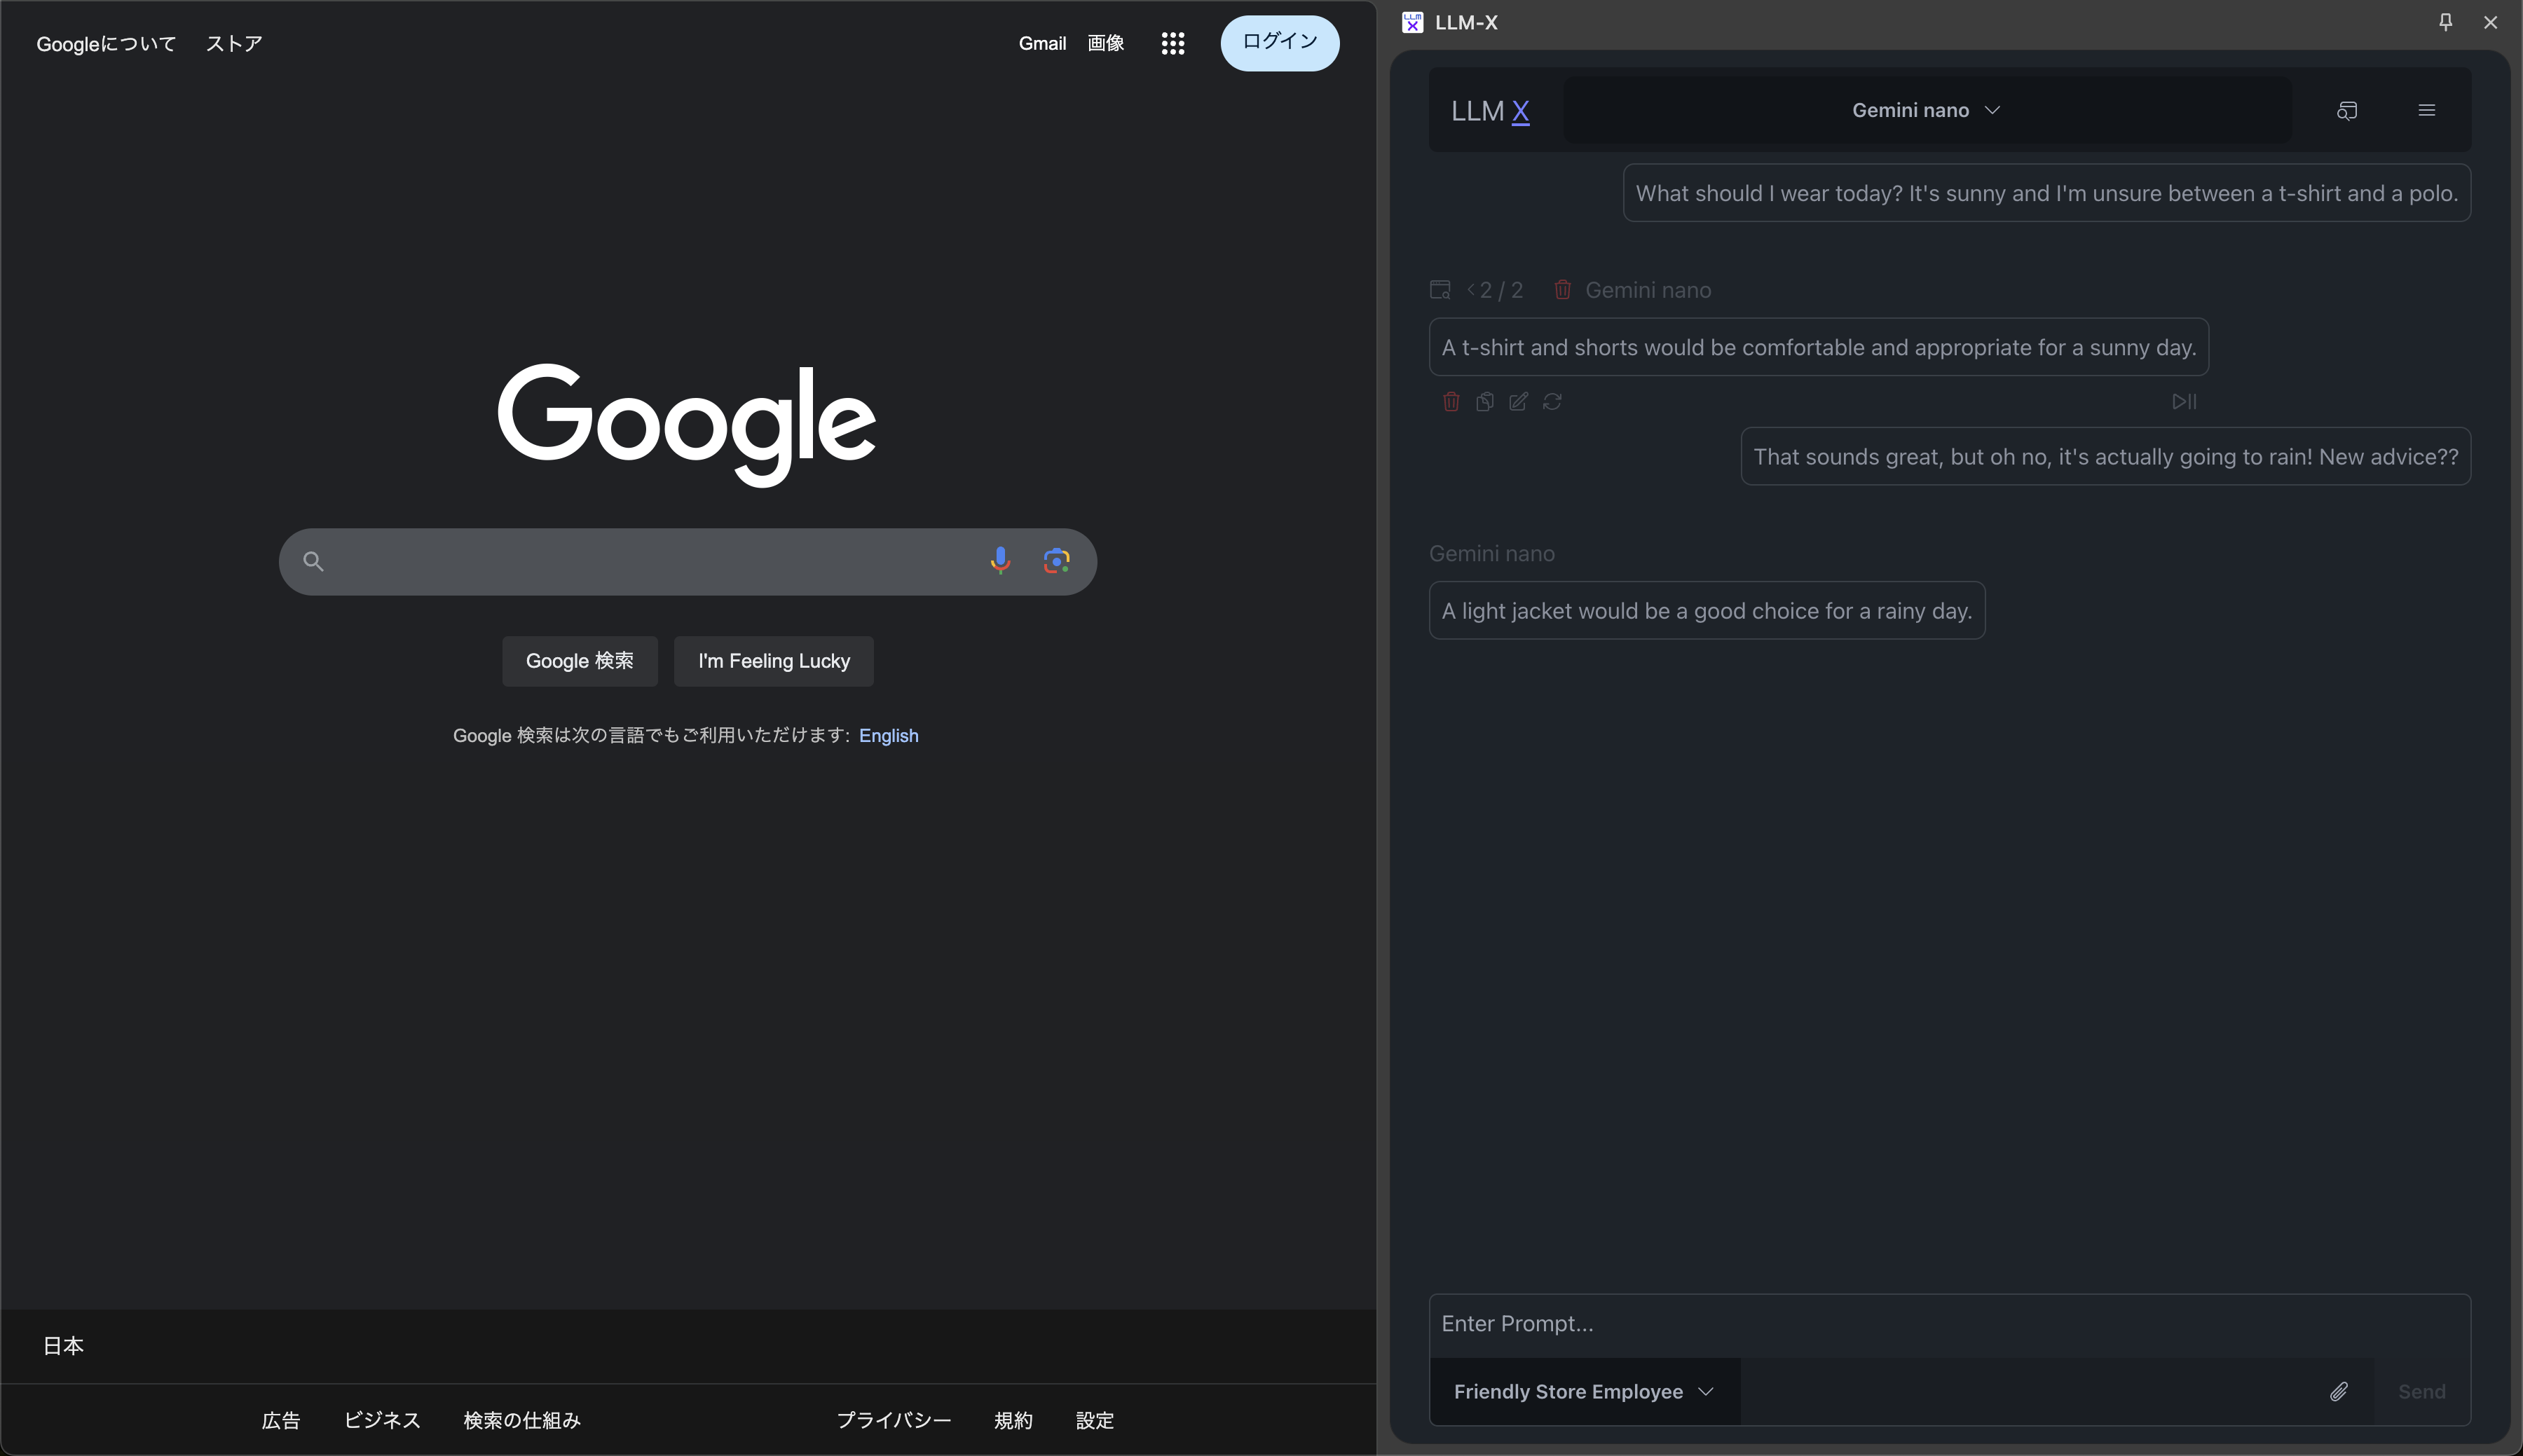 Googleについて ストア
Gmail 画像 ログイン
Google
Google 検索 I'm Feeling Lucky
Google 検索は次の言語でもご利用いただけます: English
日本
広告 ビジネス 検索の仕組み プライバシー 規約 設定
LLM X LLM-X
LLM X Gemini nano
What should I wear today? It's sunny and I'm unsure between a t-shirt and a polo.
2 / 2 Gemini nano
A t-shirt and shorts would be comfortable and appropriate for a sunny day.
That sounds great, but oh no, it's actually going to rain! New advice??
Gemini nano
A light jacket would be a good choice for a rainy day.
Enter Prompt...
Friendly Store Employee Send